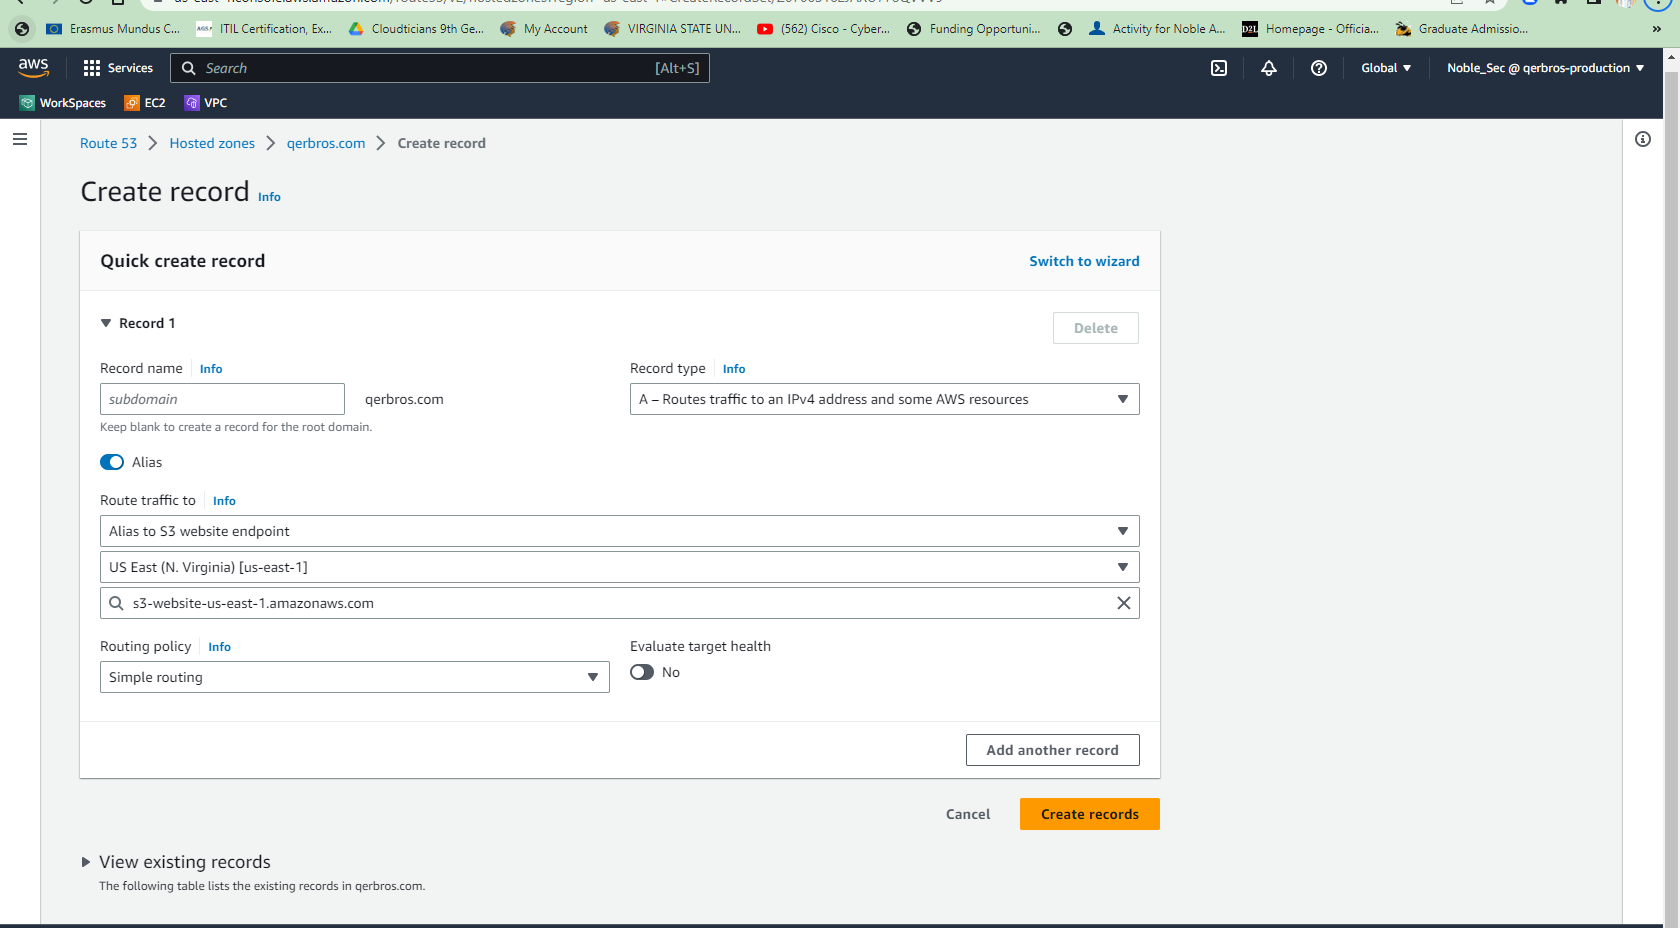 Erasmus Mundus C... ITIL Certification, Ex... Cloudticians 9th Ge... My Account VIRGINIA STATE UN... (562) Cisco - Cyber... Funding Opportuni... Activity for Noble A... D2L Homepage - Officia... Graduate Admissio... »
aws Services Search [Alt+S] Global Noble_Sec @ qerbros-production
WorkSpaces EC2 VPC
Route 53 > Hosted zones > qerbros.com > Create record
Create record Info
Quick create record Switch to wizard
Record 1 Delete
Record name Info Record type Info
subdomain qerbros.com A – Routes traffic to an IPv4 address and some AWS resources
Keep blank to create a record for the root domain.
Alias
Route traffic to Info
Alias to S3 website endpoint
US East (N. Virginia) [us-east-1]
s3-website-us-east-1.amazonaws.com
Routing policy Info Evaluate target health
Simple routing No
Add another record
Cancel Create records
View existing records
The following table lists the existing records in qerbros.com.